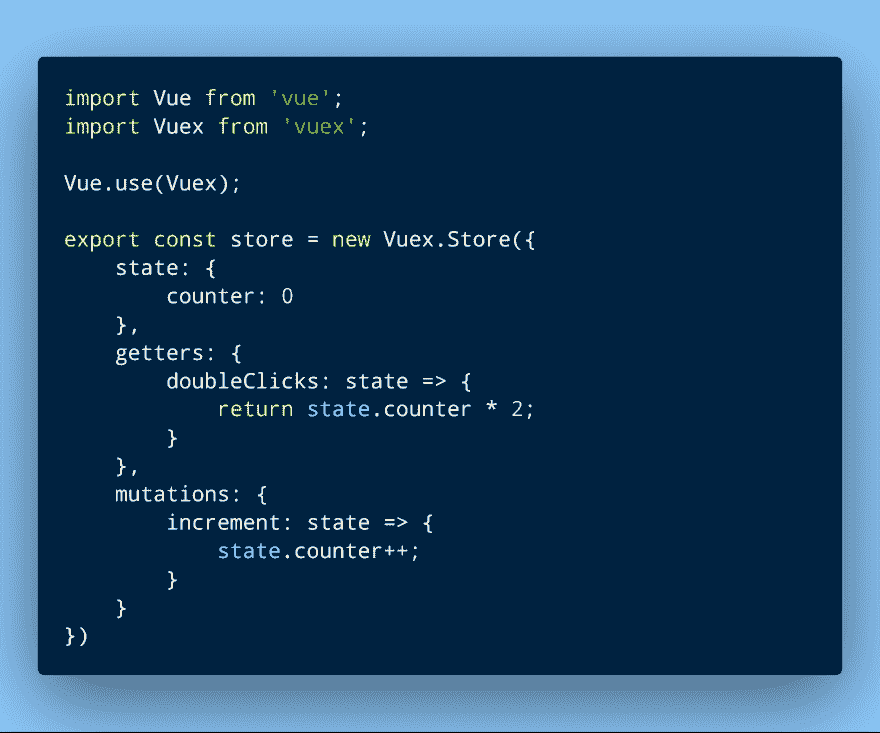 import Vue from 'vue';
import Vuex from 'vuex';

Vue.use(Vuex);

export const store = new Vuex.Store({
    state: {
        counter: 0
    },
    getters: {
        doubleClicks: state => {
            return state.counter * 2;
        }
    },
    mutations: {
        increment: state => {
            state.counter++;
        }
    }
})